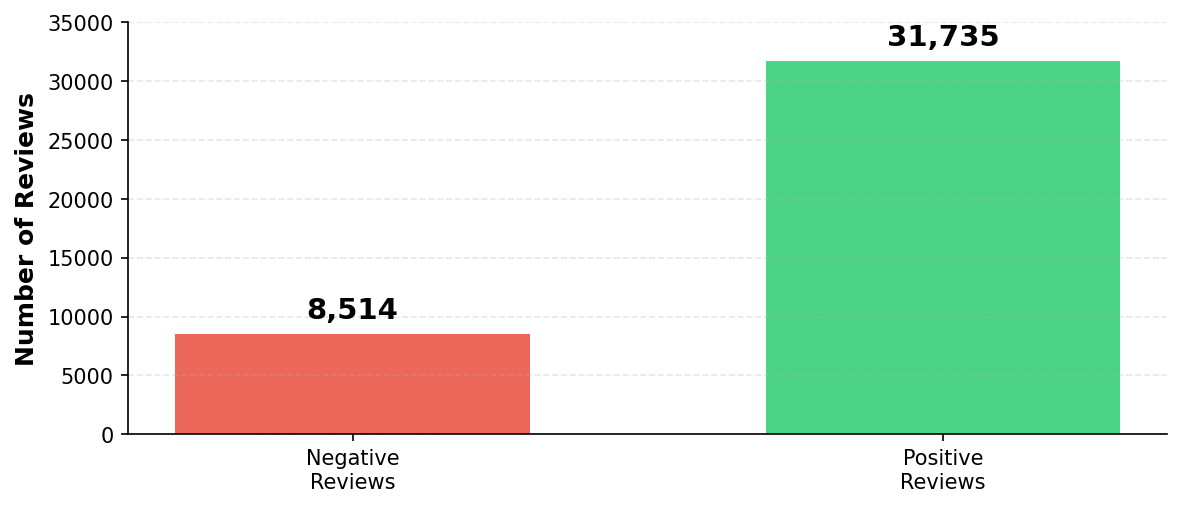 Number of Reviews
35000
30000
25000
20000
15000
10000
5000
0
8,514
31,735
Negative
Reviews
Positive
Reviews